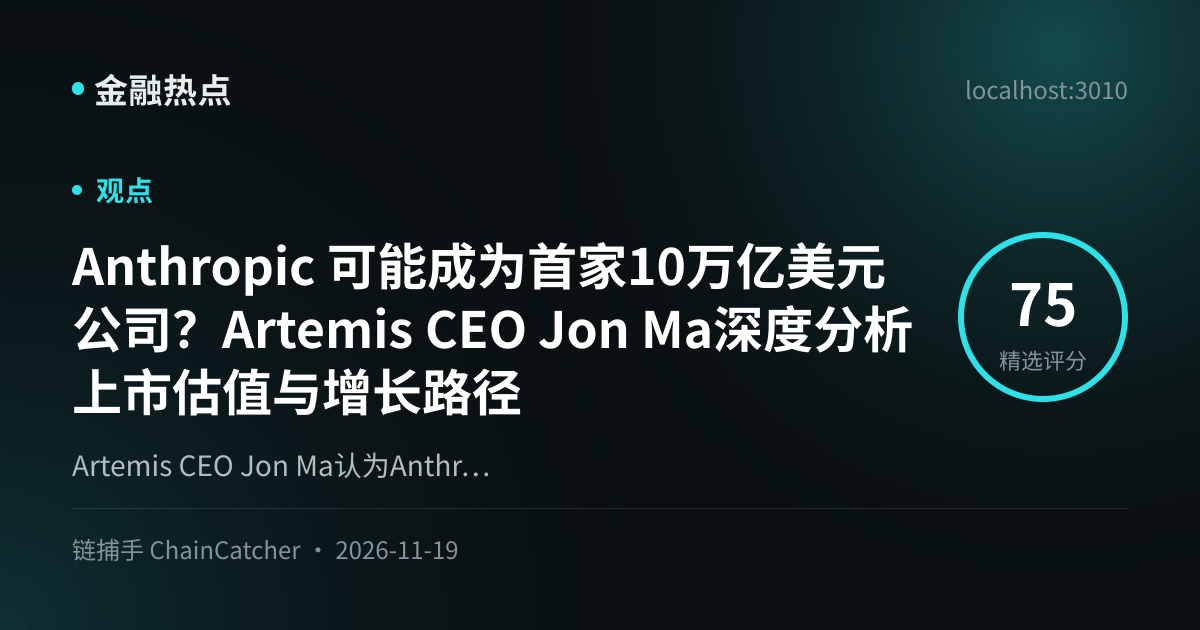 金融热点
localhost:3010
观点
Anthropic 可能成为首家10万亿美元
公司？Artemis CEO Jon Ma深度分析
上市估值与增长路径
75
精选评分
Artemis CEO Jon Ma认为Anthr…
链捕手 ChainCatcher · 2026-11-19